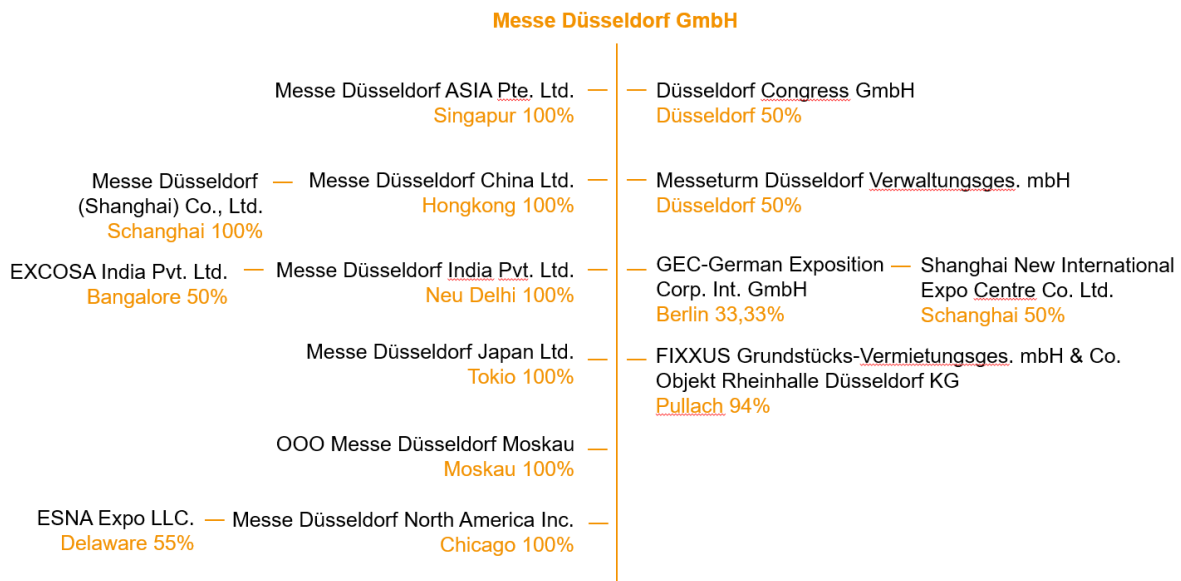 Messe Düsseldorf GmbH
Messe Düsseldorf ASIA Pte. Ltd.
Singapur 100%
Düsseldorf Congress GmbH
Düsseldorf 50%
Messe Düsseldorf
(Shanghai) Co., Ltd.
Schanghai 100%
Messe Düsseldorf China Ltd.
Hongkong 100%
Messeturm Düsseldorf Verwaltungsges. mbH
Düsseldorf 50%
EXCOSA India Pvt. Ltd.
Bangalore 50%
Messe Düsseldorf India Pvt. Ltd.
Neu Delhi 100%
GEC-German Exposition
Corp. Int. GmbH
Berlin 33,33%
Shanghai New International
Expo Centre Co. Ltd.
Schanghai 50%
Messe Düsseldorf Japan Ltd.
Tokio 100%
FIXXUS Grundstücks-Vermietungsges. mbH & Co.
Objekt Rheinhalle Düsseldorf KG
Pullach 94%
OOO Messe Düsseldorf Moskau
Moskau 100%
ESNA Expo LLC.
Delaware 55%
Messe Düsseldorf North America Inc.
Chicago 100%